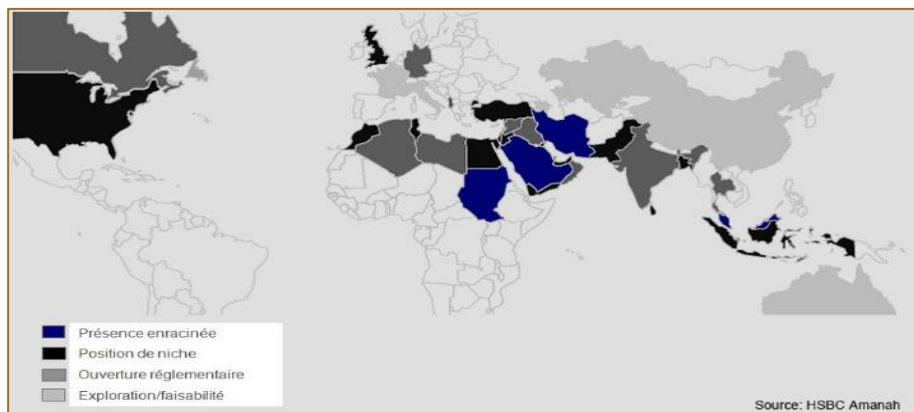 Présence enracinée
Position de niche
Ouverture réglementaire
Exploration/faisabilité
Source: HSBC Amanah